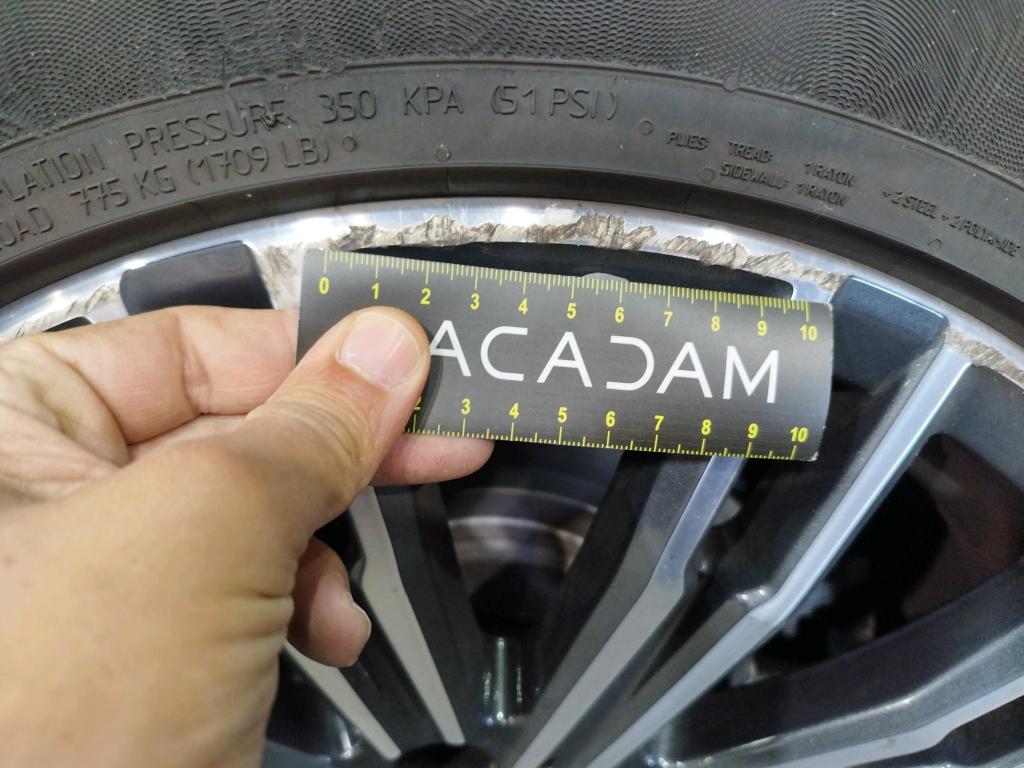 LATION PRESSURE 350 KPA (51 PSI)
OAD 775 KG (1709 LB)
PLIES: TREAD: 1 RAYON + 2 STEEL + 2 POLYAMIDE
SIDEWALL: 1 RAYON
0 1 2 3 4 5 6 7 8 9 10
ACADAM
2 3 4 5 6 7 8 9 10